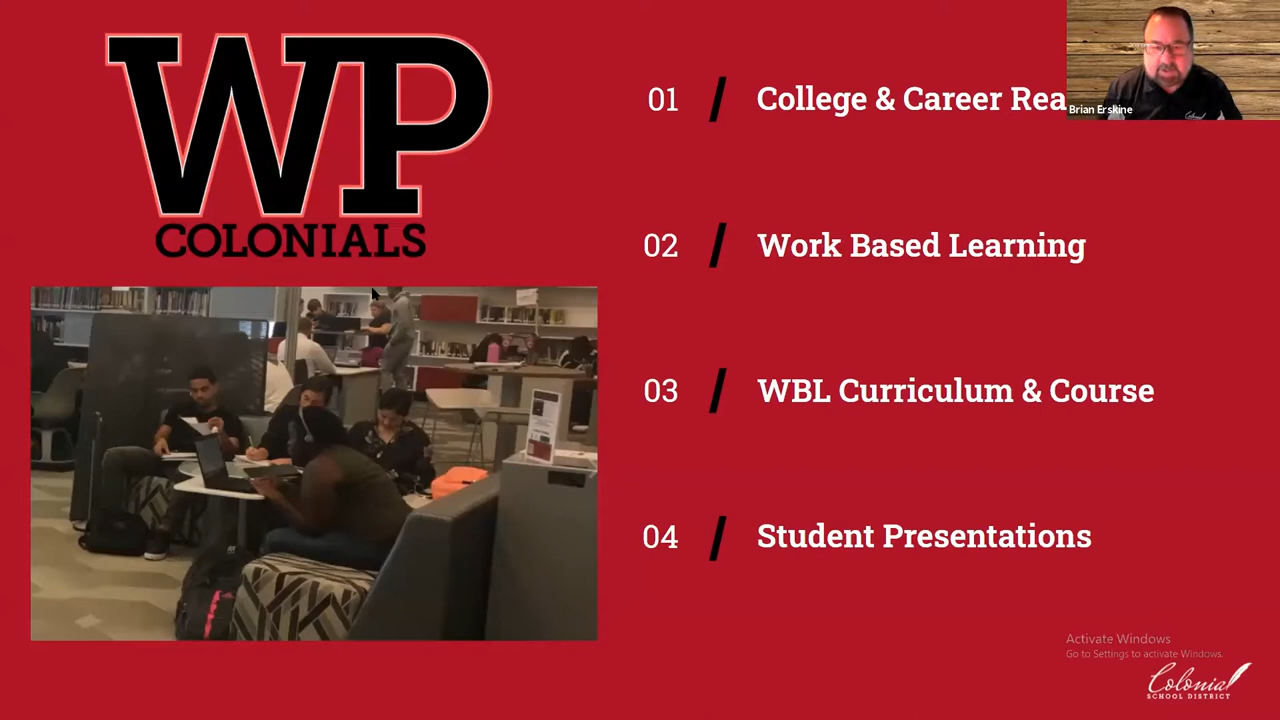 WP
COLONIALS
01 / College & Career Rea
Brian Erskine
02 / Work Based Learning
03 / WBL Curriculum & Course
04 / Student Presentations
Activate Windows
Go to Settings to activate Windows.
Colonial
SCHOOL DISTRICT